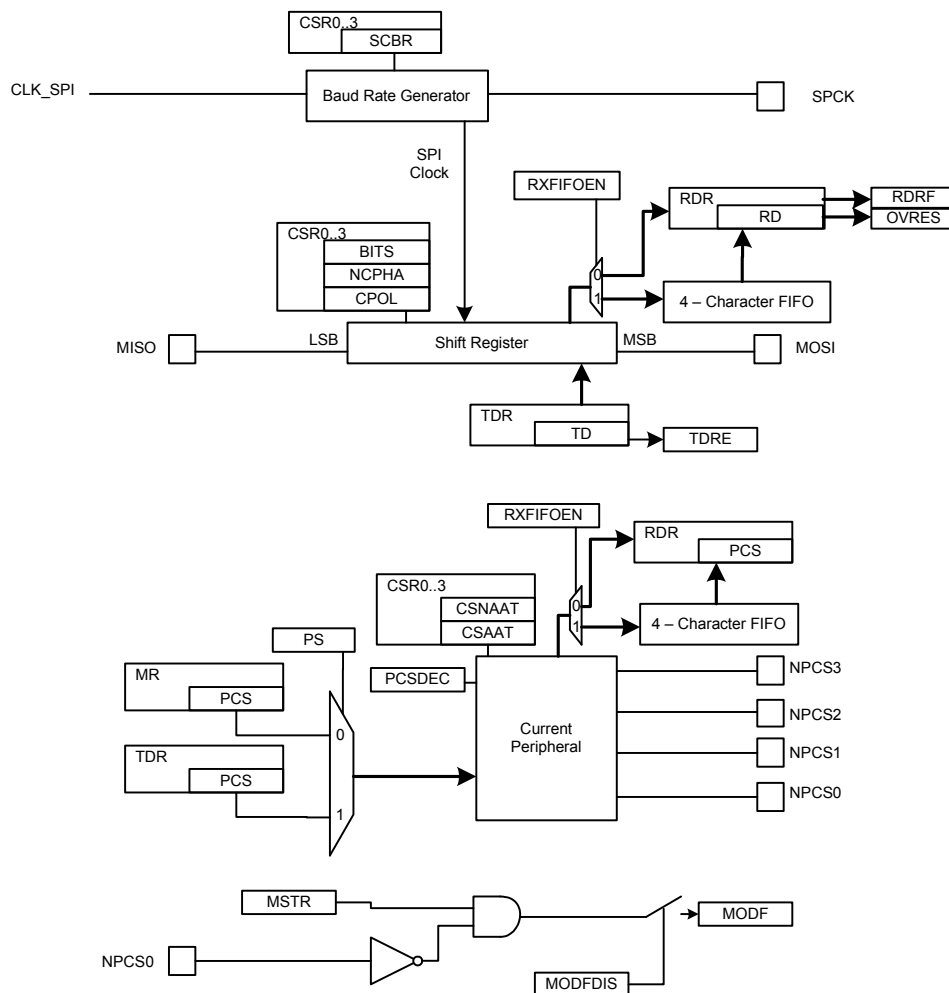 CSR0..3
SCBR
CLK_SPI
Baud Rate Generator
SPCK
SPI
Clock
RXFIFOEN
RDR
RD
RDRF
OVRES
CSR0..3
BITS
NCPHA
CPOL
0
1
4 – Character FIFO
MISO
LSB
Shift Register
MSB
MOSI
TDR
TD
TDRE
RXFIFOEN
RDR
PCS
CSR0..3
CSNAAT
CSAAT
0
1
4 – Character FIFO
PS
MR
PCS
PCSDEC
NPCS3
0
Current
Peripheral
NPCS2
TDR
PCS
NPCS1
1
NPCS0
MSTR
MODF
NPCS0
MODFDIS